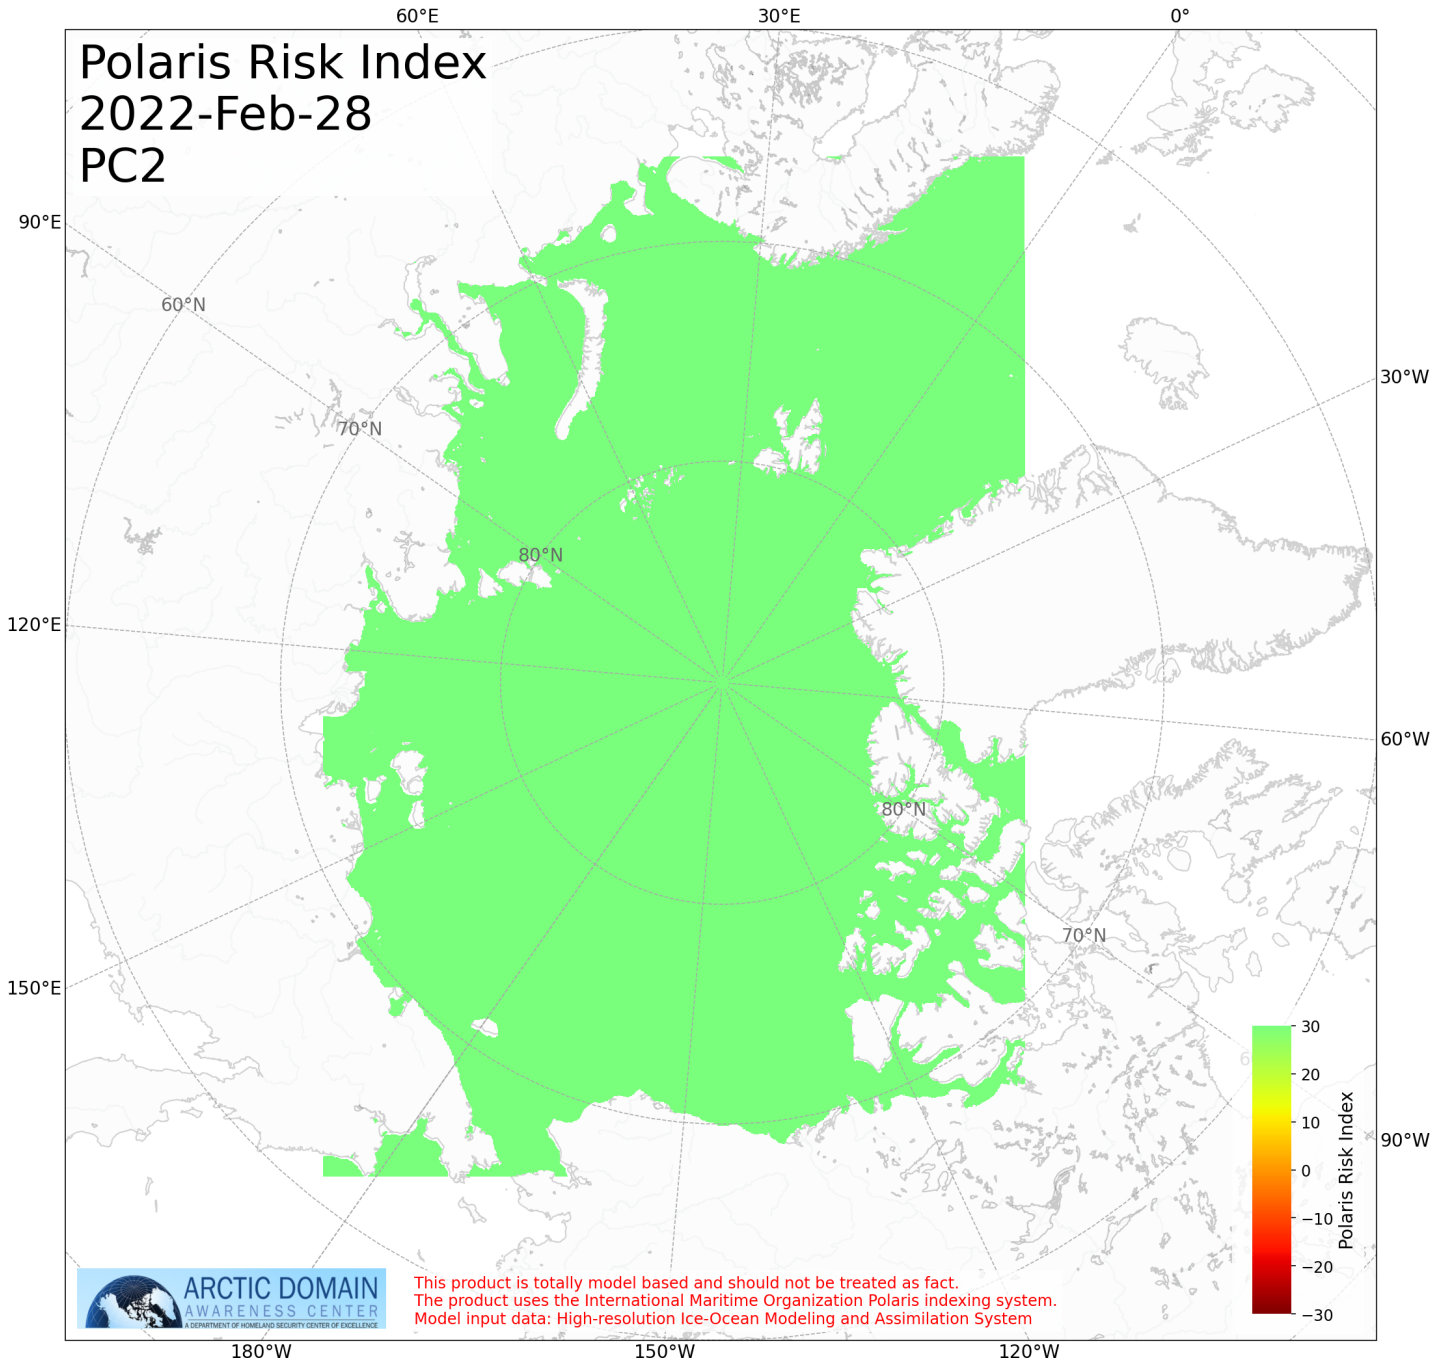 60°E 30°E 0°
Polaris Risk Index
2022-Feb-28
PC2
90°E
60°N
30°W
70°N
80°N
120°E
60°W
80°N
70°N
150°E
30
20
10
0
−10
−20
−30
Polaris Risk Index
90°W
ARCTIC DOMAIN
AWARENESS CENTER
A DEPARTMENT OF HOMELAND SECURITY CENTER OF EXCELLENCE
This product is totally model based and should not be treated as fact.
The product uses the International Maritime Organization Polaris indexing system.
Model input data: High-resolution Ice-Ocean Modeling and Assimilation System
180°W 150°W 120°W